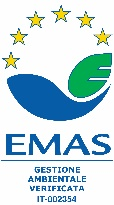 EMAS
GESTIONE
AMBIENTALE
VERIFICATA
IT-002354